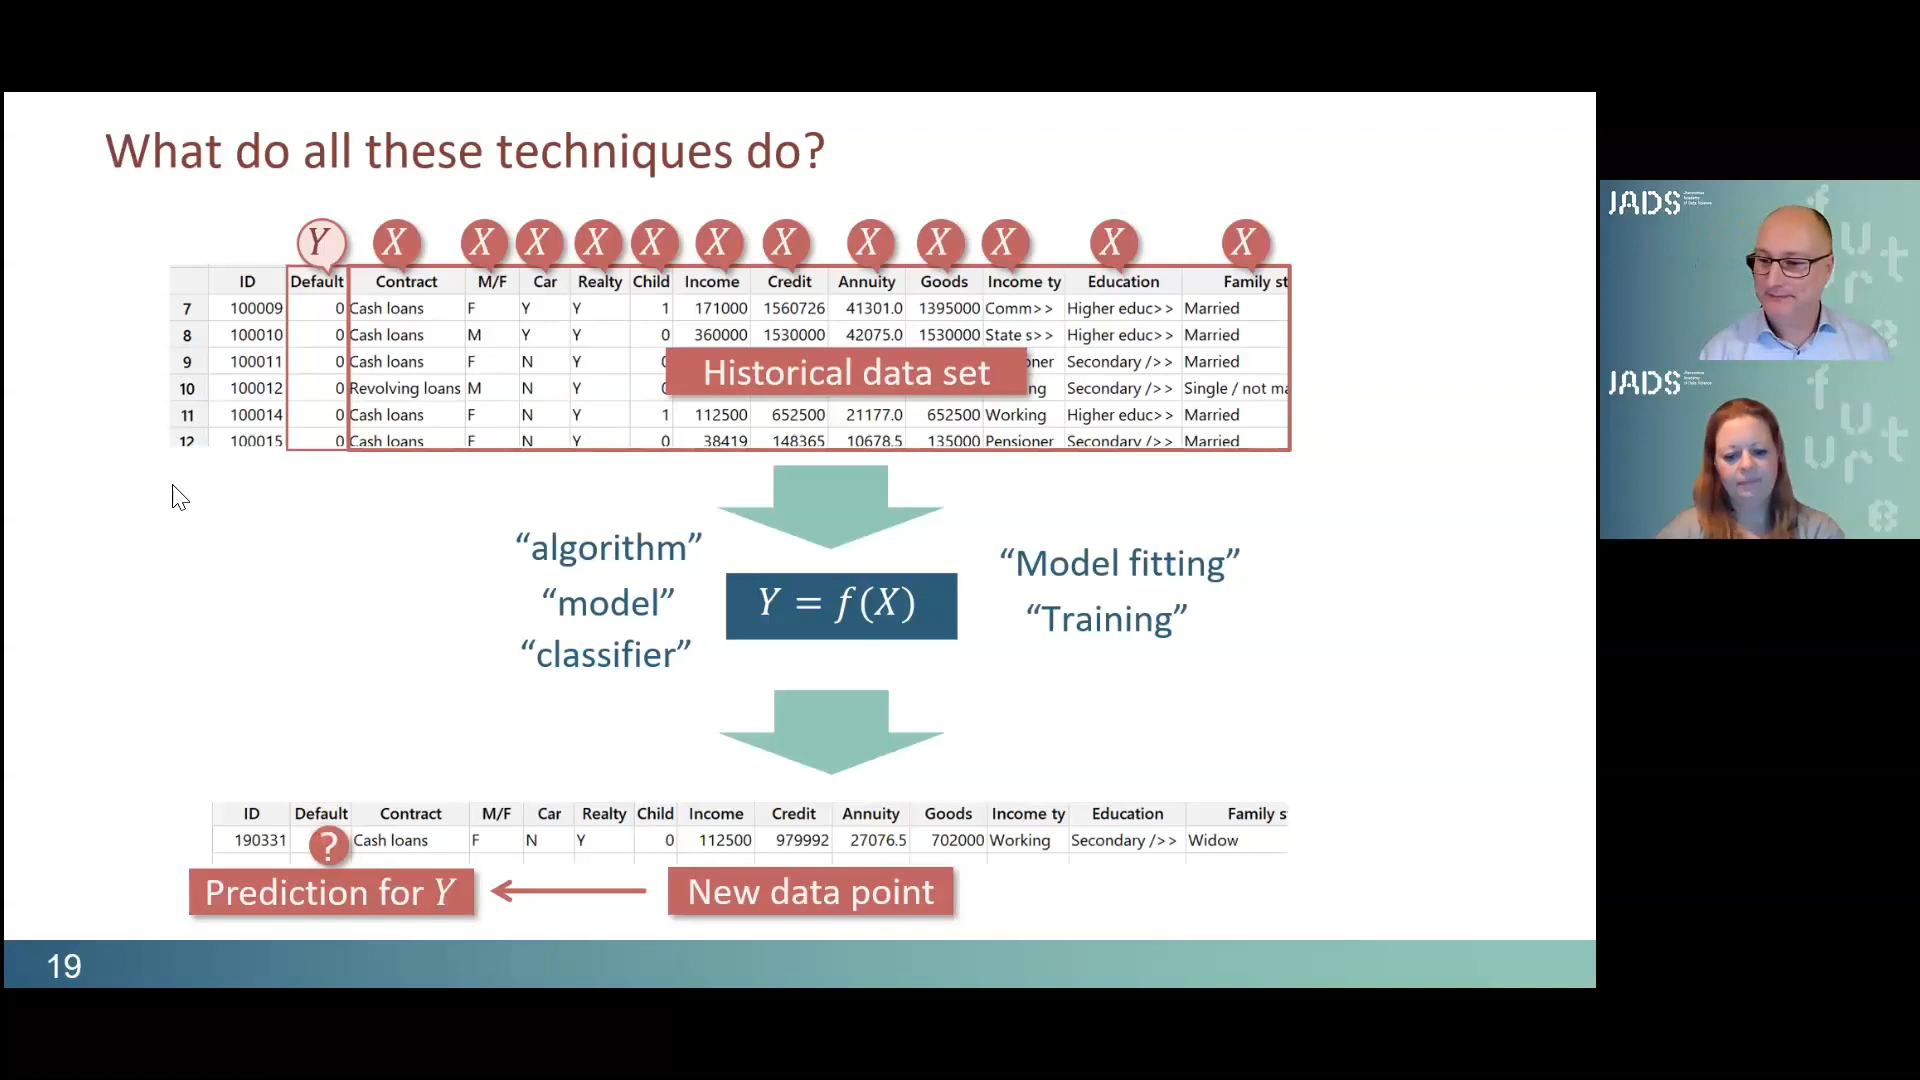 What do all these techniques do?
Y X X X X X X X X X X X X
ID Default Contract M/F Car Realty Child Income Credit Annuity Goods Income ty Education Family st
7 100009 0 Cash loans F Y Y 1 171000 1560726 41301.0 1395000 Comm>> Higher educ>> Married
8 100010 0 Cash loans M Y Y 0 360000 1530000 42075.0 1530000 State s>> Higher educ>> Married
9 100011 0 Cash loans F N Y 0 oner Secondary />> Married
10 100012 0 Revolving loans M N Y ng Secondary />> Single / not ma
Historical data set
11 100014 0 Cash loans F N Y 1 112500 652500 21177.0 652500 Working Higher educ>> Married
12 100015 0 Cash loans F N Y 0 38419 148365 10678.5 135000 Pensioner Secondary />> Married
“algorithm”
“model”
“classifier”
Y = f(X)
“Model fitting”
“Training”
ID Default Contract M/F Car Realty Child Income Credit Annuity Goods Income ty Education Family s
190331 ? Cash loans F N Y 0 112500 979992 27076.5 702000 Working Secondary />> Widow
Prediction for Y
New data point
19
JADS
JADS